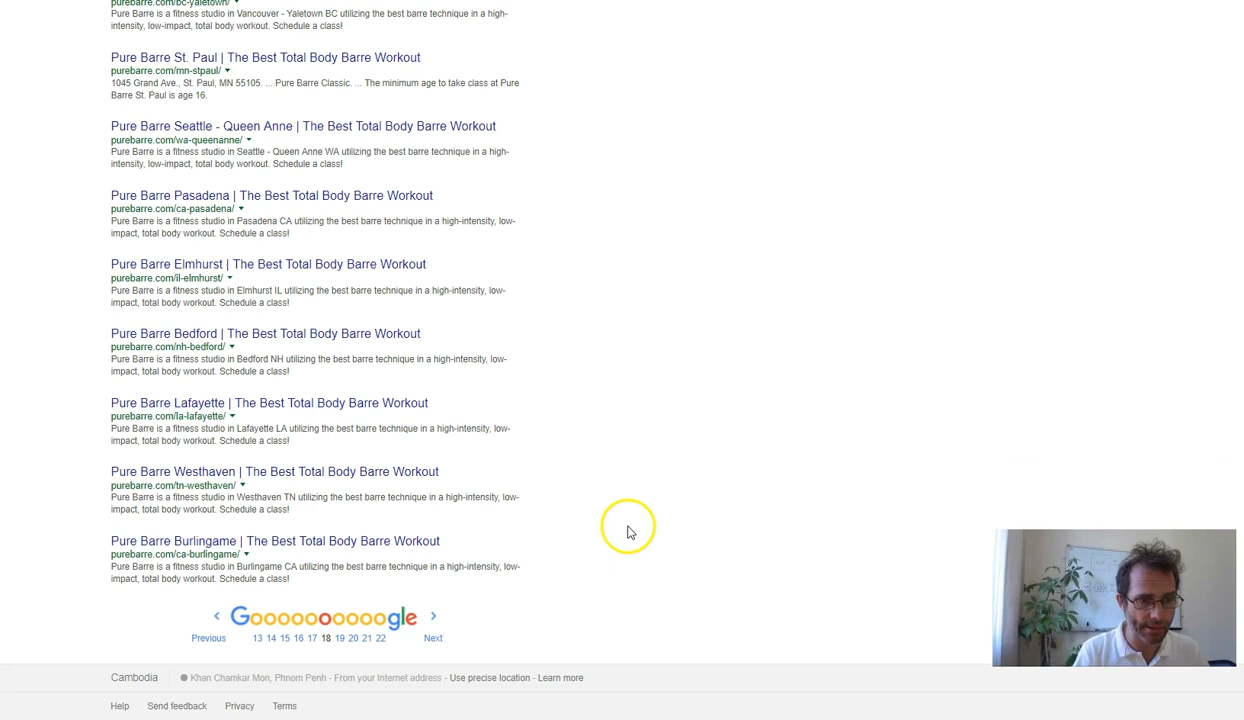 purebarre.com/bc-yaletown/
Pure Barre is a fitness studio in Vancouver - Yaletown BC utilizing the best barre technique in a high-
intensity, low-impact, total body workout. Schedule a class!
Pure Barre St. Paul | The Best Total Body Barre Workout
purebarre.com/mn-stpaul/
1045 Grand Ave., St. Paul, MN 55105. ... Pure Barre Classic. ... The minimum age to take class at Pure
Barre St. Paul is age 16.
Pure Barre Seattle - Queen Anne | The Best Total Body Barre Workout
purebarre.com/wa-queenanne/
Pure Barre is a fitness studio in Seattle - Queen Anne WA utilizing the best barre technique in a high-
intensity, low-impact, total body workout. Schedule a class!
Pure Barre Pasadena | The Best Total Body Barre Workout
purebarre.com/ca-pasadena/
Pure Barre is a fitness studio in Pasadena CA utilizing the best barre technique in a high-intensity, low-
impact, total body workout. Schedule a class!
Pure Barre Elmhurst | The Best Total Body Barre Workout
purebarre.com/il-elmhurst/
Pure Barre is a fitness studio in Elmhurst IL utilizing the best barre technique in a high-intensity, low-
impact, total body workout. Schedule a class!
Pure Barre Bedford | The Best Total Body Barre Workout
purebarre.com/nh-bedford/
Pure Barre is a fitness studio in Bedford NH utilizing the best barre technique in a high-intensity, low-
impact, total body workout. Schedule a class!
Pure Barre Lafayette | The Best Total Body Barre Workout
purebarre.com/la-lafayette/
Pure Barre is a fitness studio in Lafayette LA utilizing the best barre technique in a high-intensity, low-
impact, total body workout. Schedule a class!
Pure Barre Westhaven | The Best Total Body Barre Workout
purebarre.com/tn-westhaven/
Pure Barre is a fitness studio in Westhaven TN utilizing the best barre technique in a high-intensity, low-
impact, total body workout. Schedule a class!
Pure Barre Burlingame | The Best Total Body Barre Workout
purebarre.com/ca-burlingame/
Pure Barre is a fitness studio in Burlingame CA utilizing the best barre technique in a high-intensity, low-
impact, total body workout. Schedule a class!
< Goooooooooogle >
Previous 13 14 15 16 17 18 19 20 21 22 Next
Cambodia Khan Chamkar Mon, Phnom Penh - From your Internet address - Use precise location - Learn more
Help Send feedback Privacy Terms